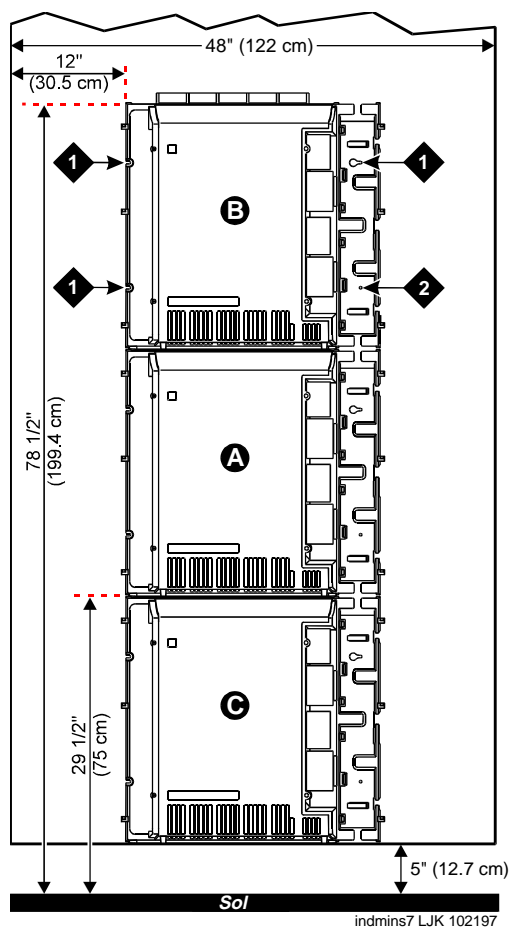 48" (122 cm)
12"
(30.5 cm)
1
1
B
1
2
78 1/2"
(199.4 cm)
A
C
29 1/2"
(75 cm)
5" (12.7 cm)
Sol
indmins7 LJK 102197